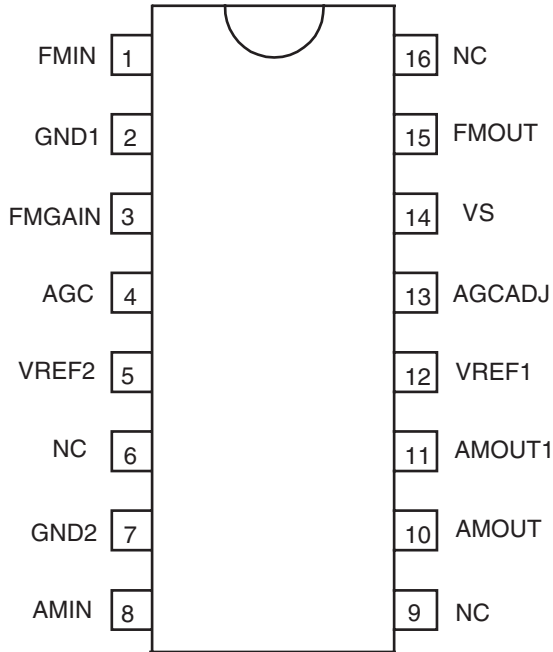 FMIN 1 16 NC
GND1 2 15 FMOUT
FMGAIN 3 14 VS
AGC 4 13 AGCADJ
VREF2 5 12 VREF1
NC 6 11 AMOUT1
GND2 7 10 AMOUT
AMIN 8 9 NC